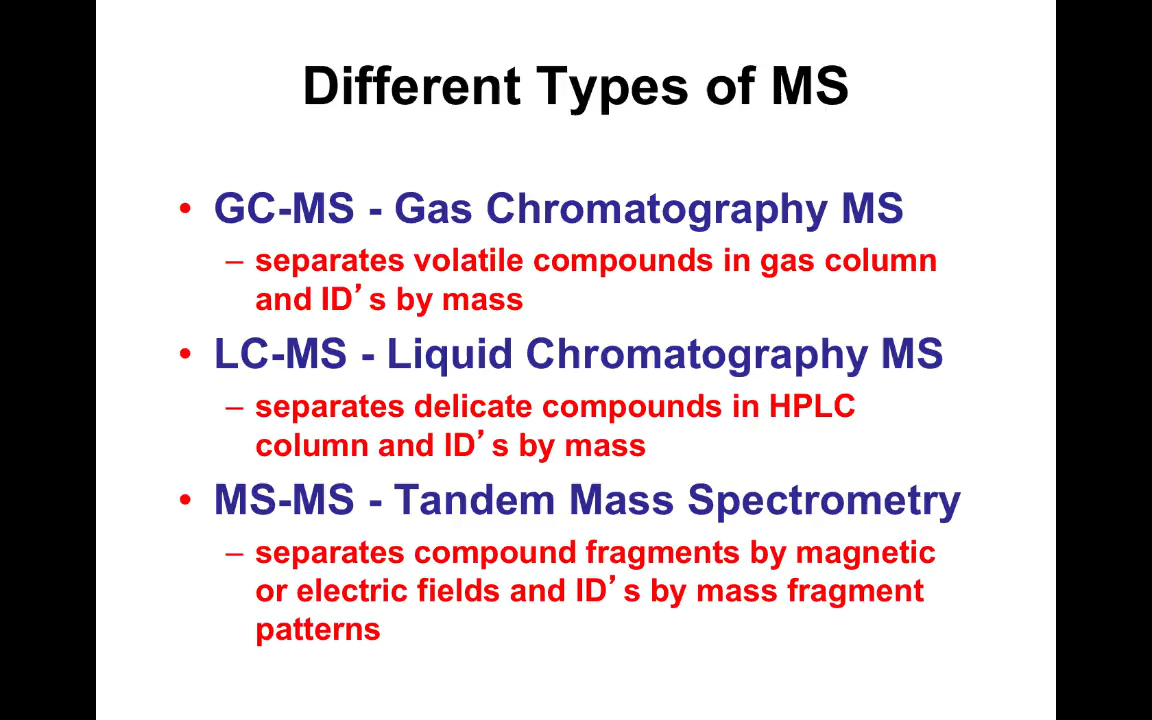 Different Types of MS
• GC-MS - Gas Chromatography MS
– separates volatile compounds in gas column
and ID’s by mass
• LC-MS - Liquid Chromatography MS
– separates delicate compounds in HPLC
column and ID’s by mass
• MS-MS - Tandem Mass Spectrometry
– separates compound fragments by magnetic
or electric fields and ID’s by mass fragment
patterns